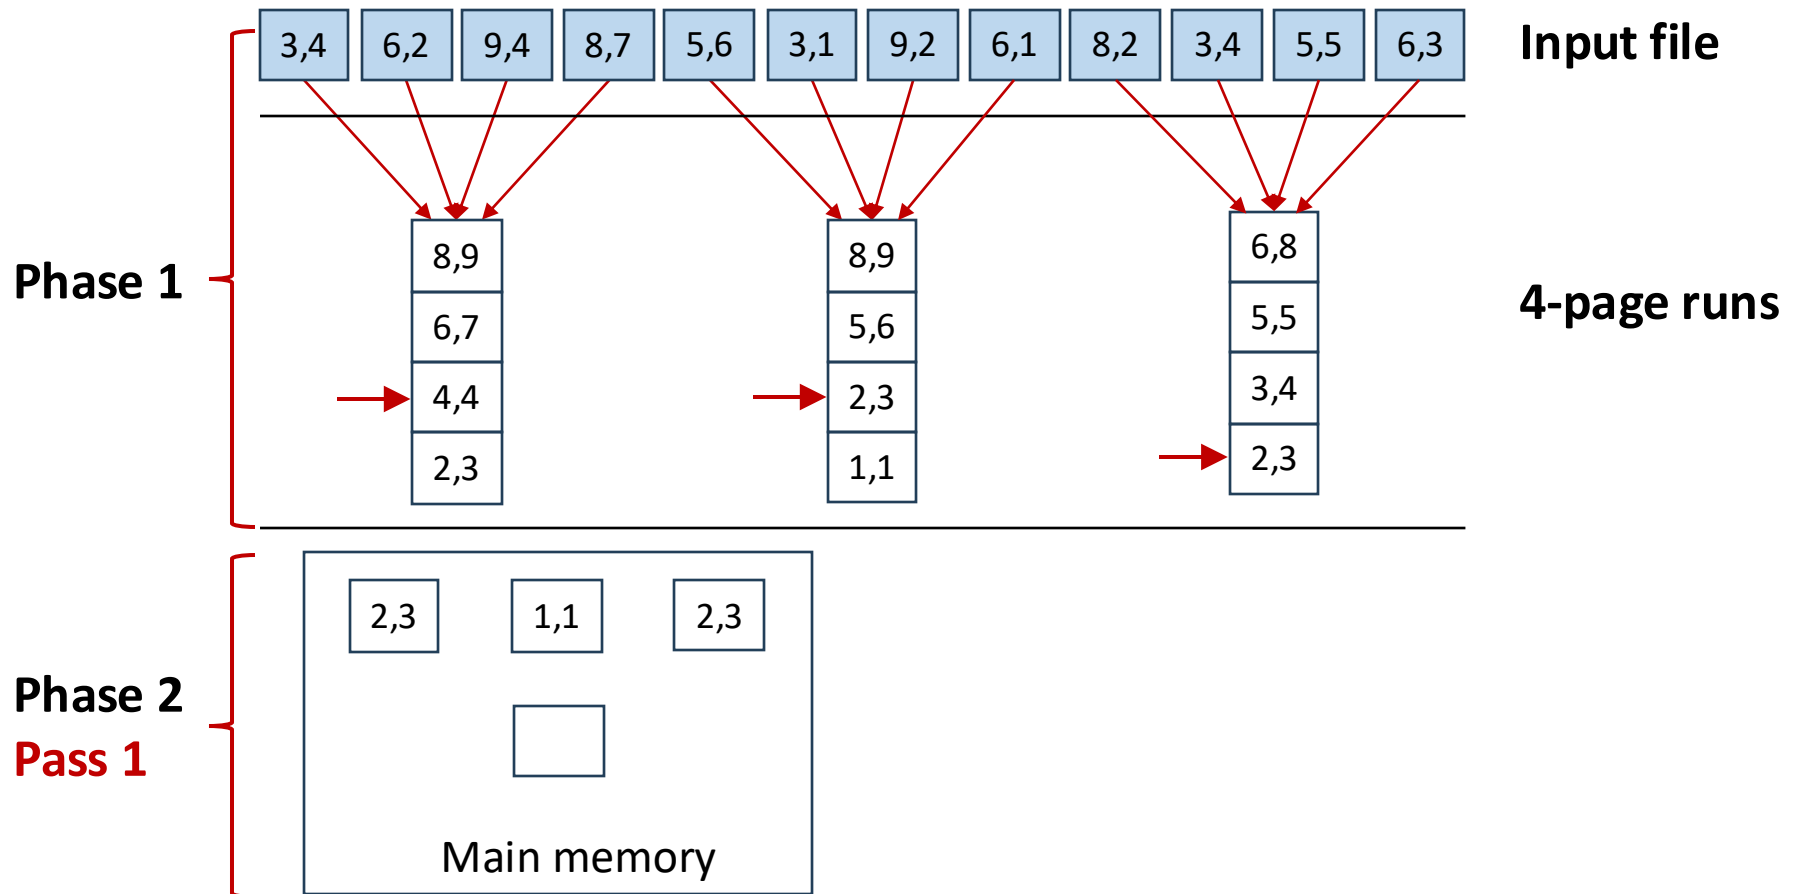 3,4 6,2 9,4 8,7 5,6 3,1 9,2 6,1 8,2 3,4 5,5 6,3 Input file
Phase 1
8,9
6,7
4,4
2,3
8,9
5,6
2,3
1,1
6,8
5,5
3,4
2,3
4-page runs
Phase 2
Pass 1
2,3 1,1 2,3
Main memory